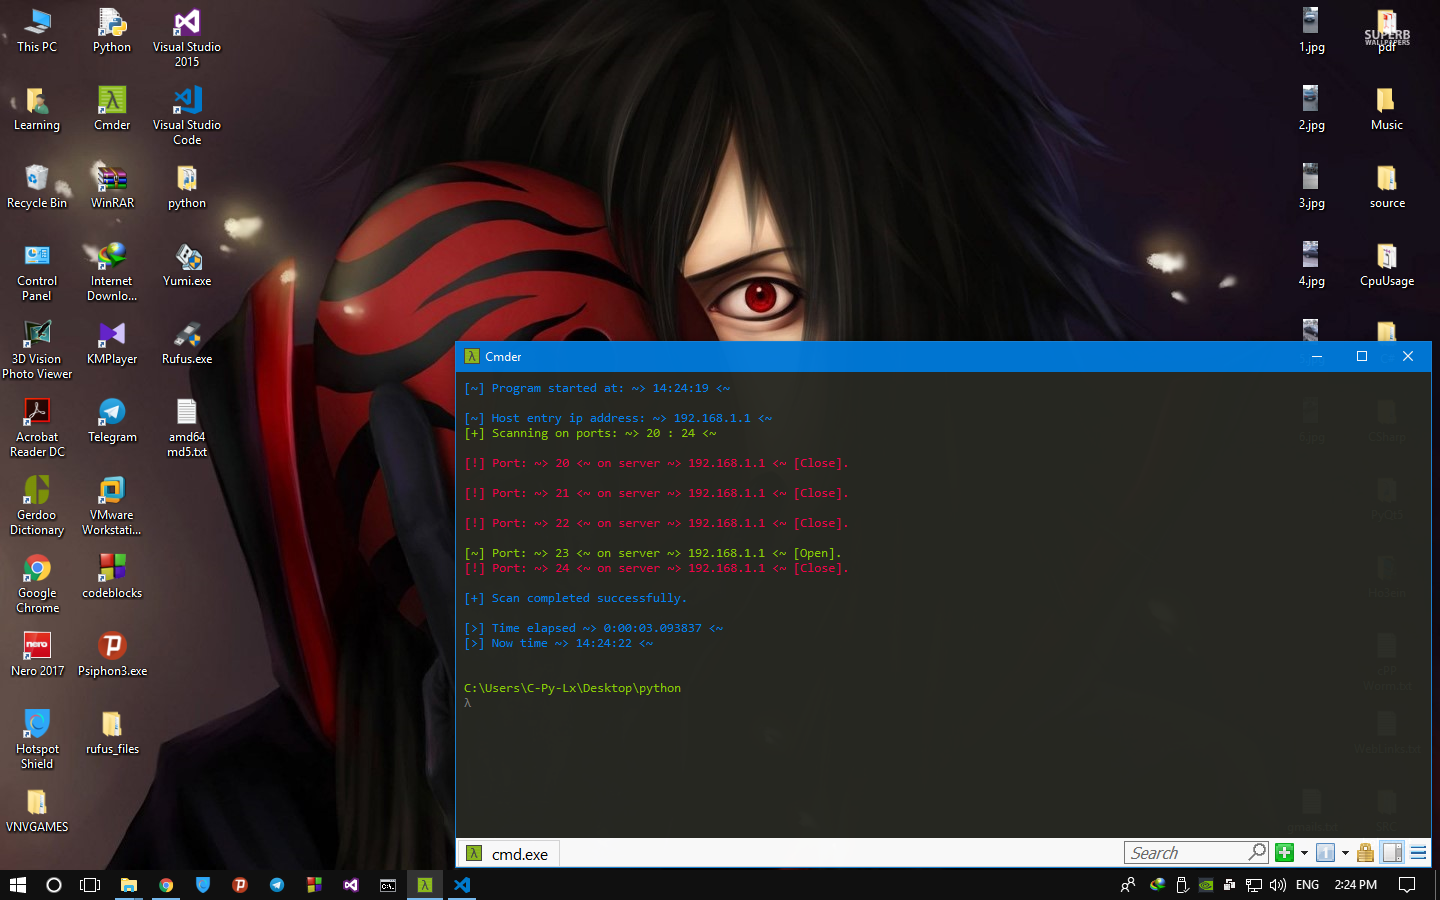 This PC
Python
Visual Studio
2015
Learning
Cmder
Visual Studio
Code
Recycle Bin
WinRAR
python
Control
Panel
Internet
Downlo...
Yumi.exe
3D Vision
Photo Viewer
KMPlayer
Rufus.exe
Acrobat
Reader DC
Telegram
amd64
md5.txt
Gerdoo
Dictionary
VMware
Workstati...
Google
Chrome
codeblocks
nero
Nero 2017
Psiphon3.exe
Hotspot
Shield
rufus_files
VNVGAMES
1.jpg
SUPERB
WALLPAPERS
pdf
2.jpg
Music
3.jpg
source
4.jpg
CpuUsage
Cmder
[~] Program started at: ~> 14:24:19 <~
[~] Host entry ip address: ~> 192.168.1.1 <~
[+] Scanning on ports: ~> 20 : 24 <~
[!] Port: ~> 20 <~ on server ~> 192.168.1.1 <~ [Close].
[!] Port: ~> 21 <~ on server ~> 192.168.1.1 <~ [Close].
[!] Port: ~> 22 <~ on server ~> 192.168.1.1 <~ [Close].
[~] Port: ~> 23 <~ on server ~> 192.168.1.1 <~ [Open].
[!] Port: ~> 24 <~ on server ~> 192.168.1.1 <~ [Close].
[+] Scan completed successfully.
[>] Time elapsed ~> 0:00:03.093837 <~
[>] Now time ~> 14:24:22 <~
C:\Users\C-Py-Lx\Desktop\python
λ
cmd.exe
Search
ENG
2:24 PM